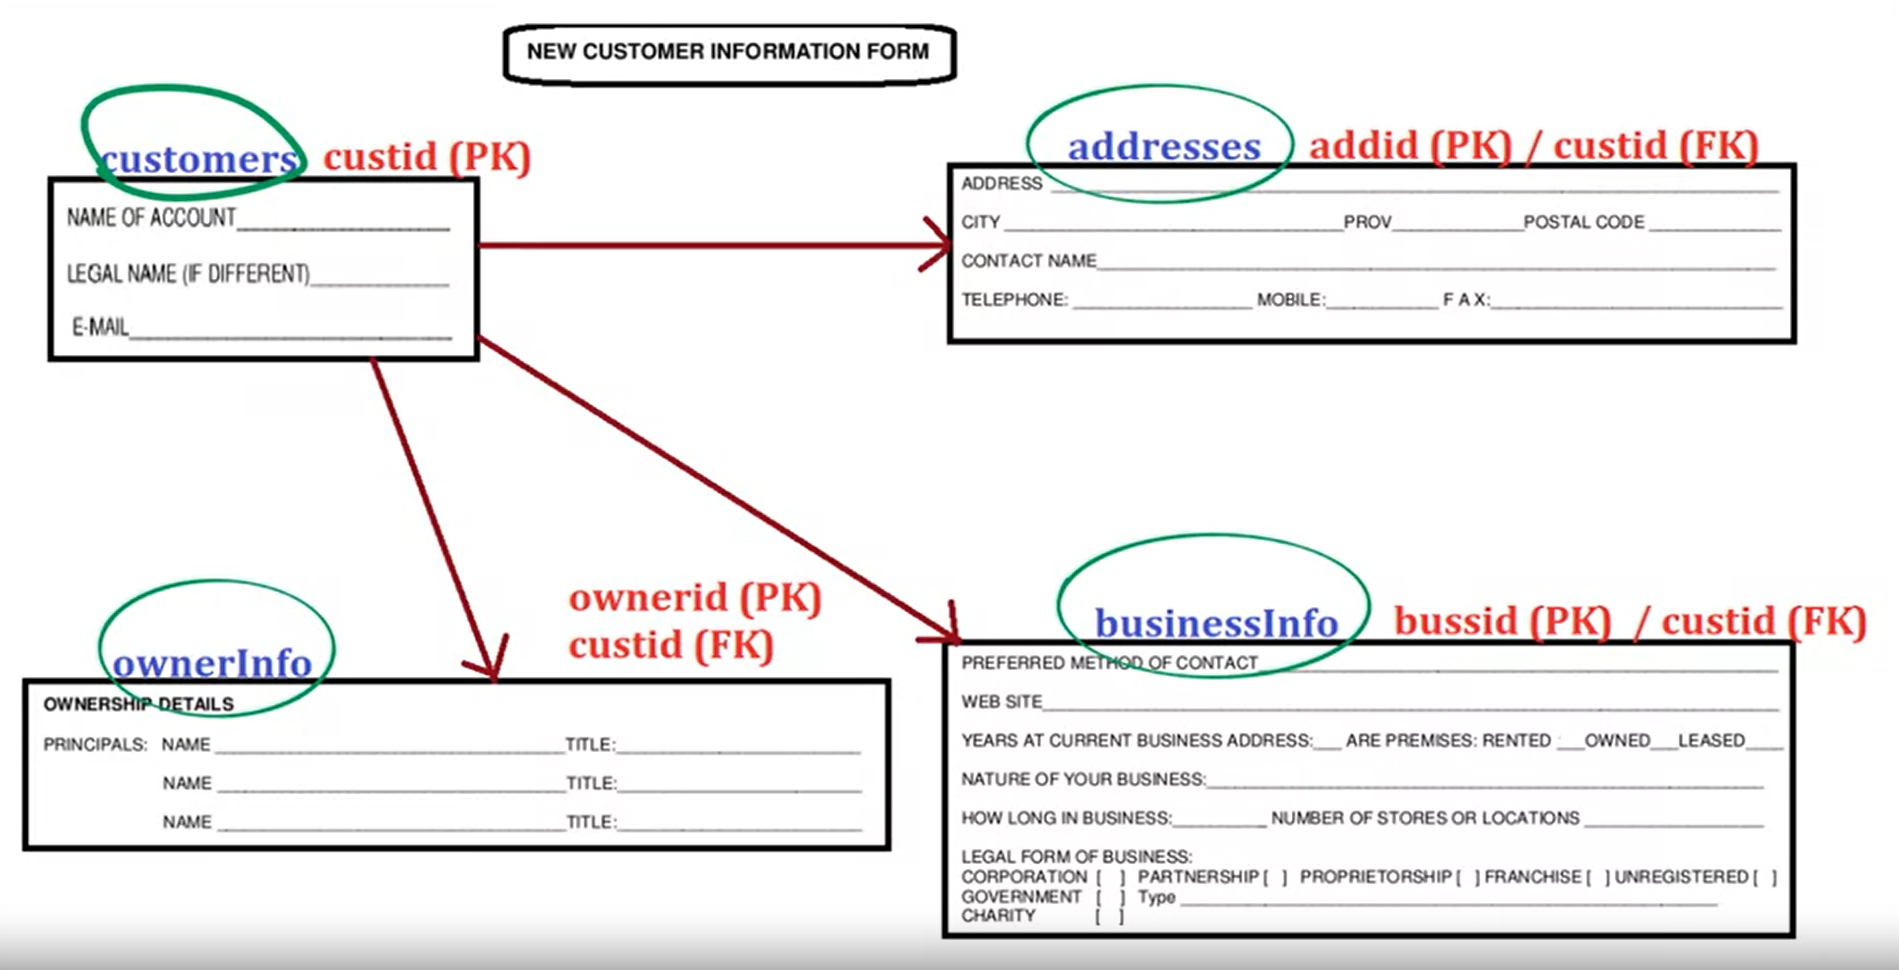 NEW CUSTOMER INFORMATION FORM
customers custid (PK)
NAME OF ACCOUNT
LEGAL NAME (IF DIFFERENT)
E-MAIL
addresses addid (PK) / custid (FK)
ADDRESS
CITY PROV POSTAL CODE
CONTACT NAME
TELEPHONE: MOBILE: FAX:
ownerInfo
ownerid (PK)
custid (FK)
OWNERSHIP DETAILS
PRINCIPALS: NAME TITLE:
NAME TITLE:
NAME TITLE:
businessInfo bussid (PK) / custid (FK)
PREFERRED METHOD OF CONTACT
WEB SITE
YEARS AT CURRENT BUSINESS ADDRESS: ARE PREMISES: RENTED OWNED LEASED
NATURE OF YOUR BUSINESS:
HOW LONG IN BUSINESS: NUMBER OF STORES OR LOCATIONS
LEGAL FORM OF BUSINESS:
CORPORATION [ ] PARTNERSHIP [ ] PROPRIETORSHIP [ ] FRANCHISE [ ] UNREGISTERED [ ]
GOVERNMENT [ ] Type
CHARITY [ ]